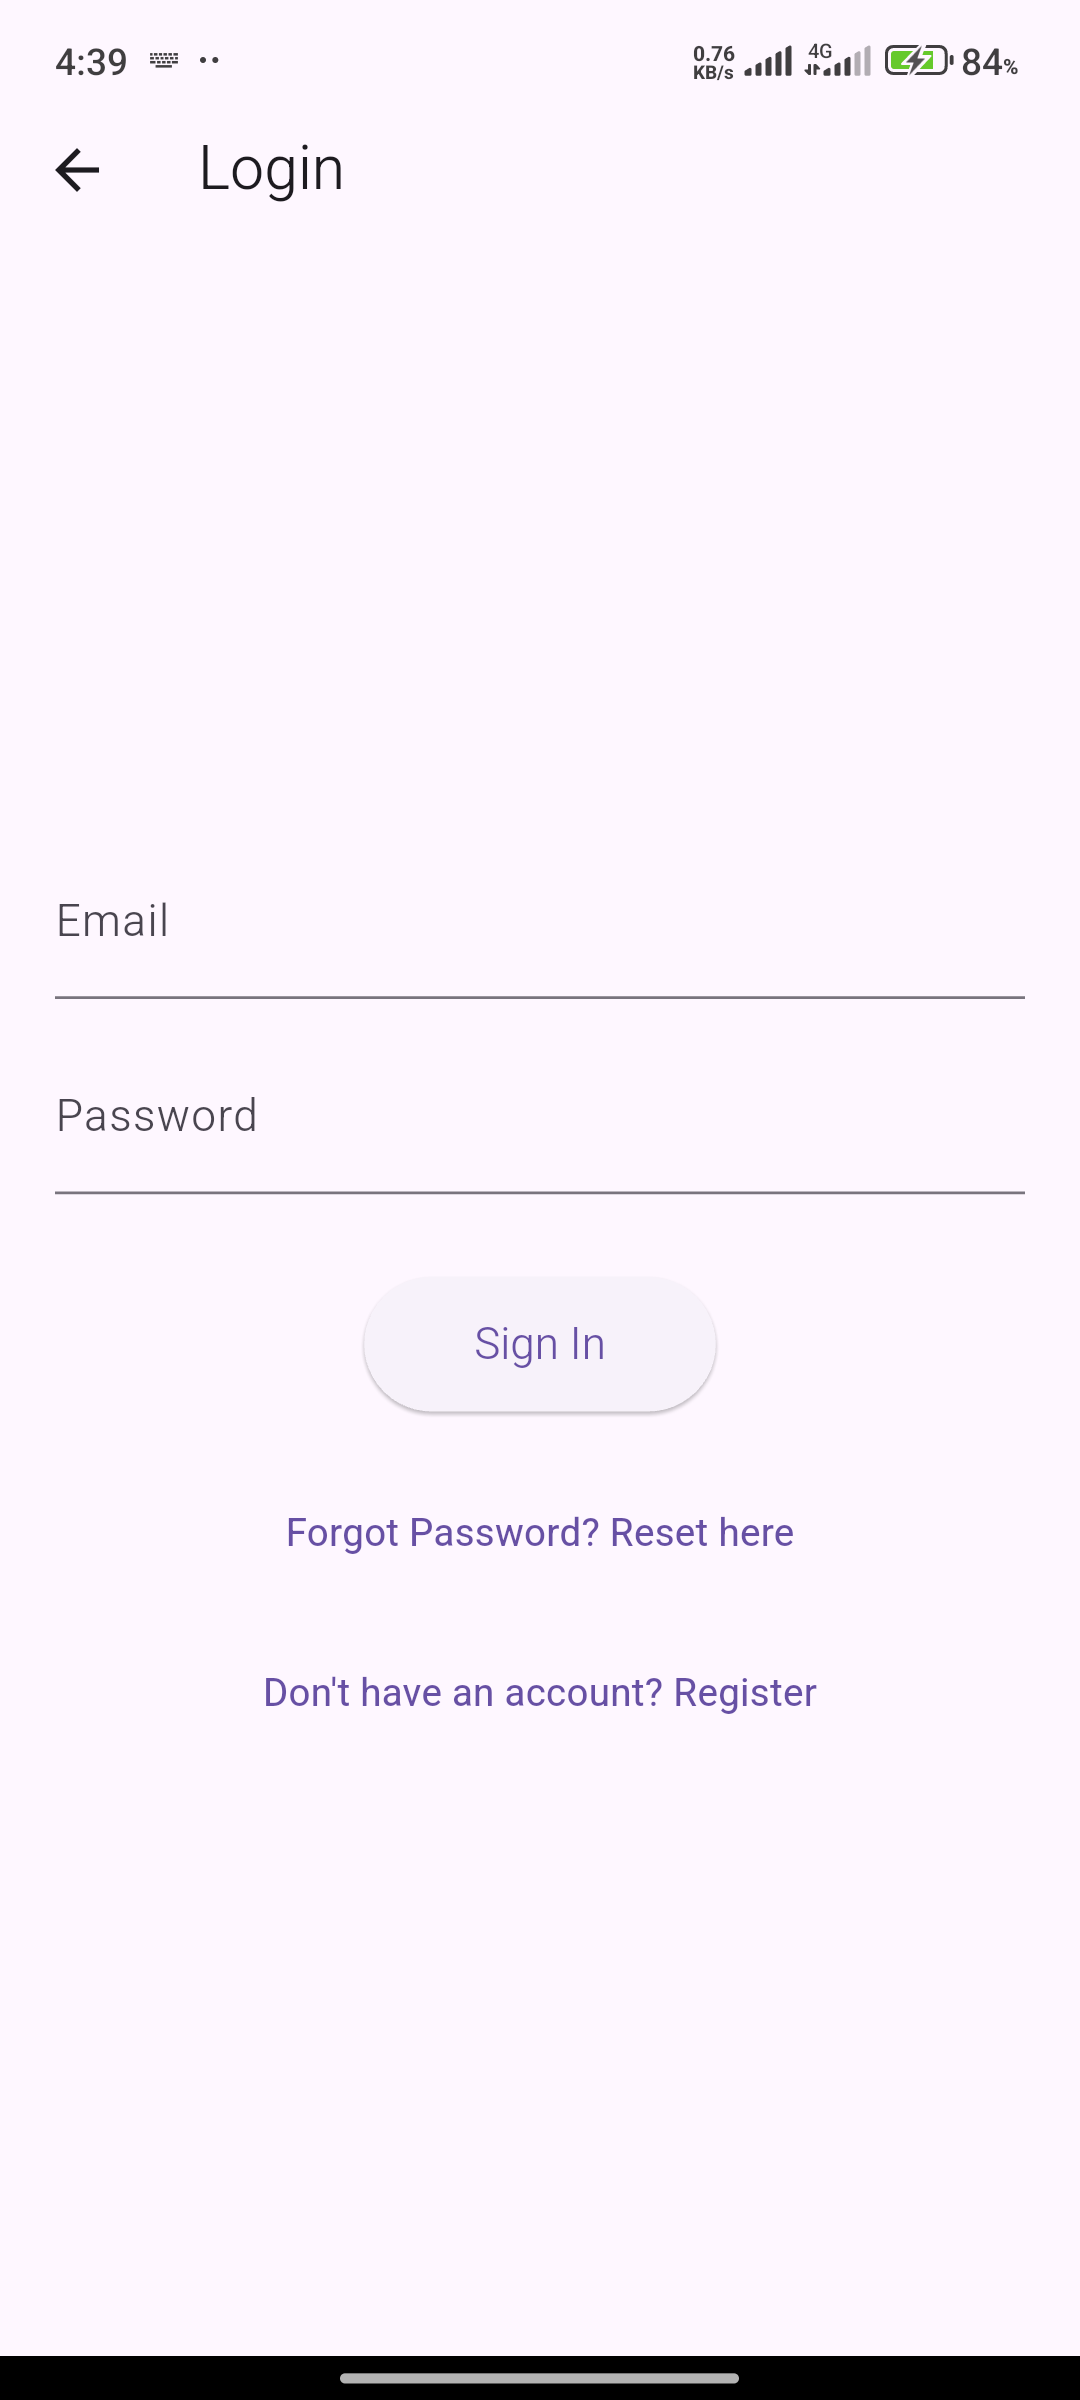 4:39
0.76 KB/s 4G 84%
Login
Email
Password
Sign In
Forgot Password? Reset here
Don't have an account? Register